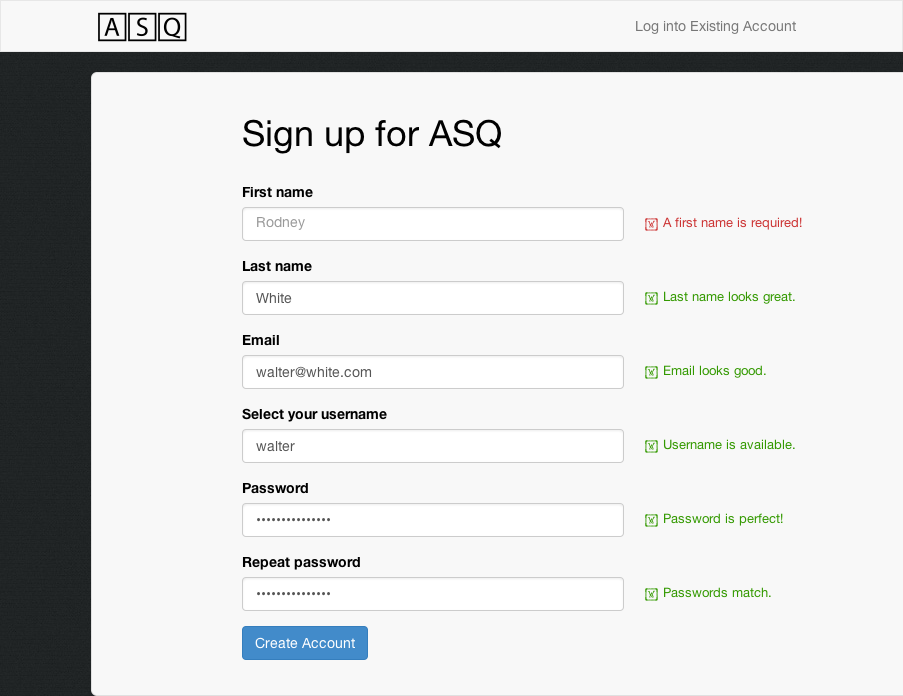 ASQ
Log into Existing Account
Sign up for ASQ
First name
Rodney
A first name is required!
Last name
White
Last name looks great.
Email
walter@white.com
Email looks good.
Select your username
walter
Username is available.
Password
•••••••••••••••
Password is perfect!
Repeat password
•••••••••••••••
Passwords match.
Create Account